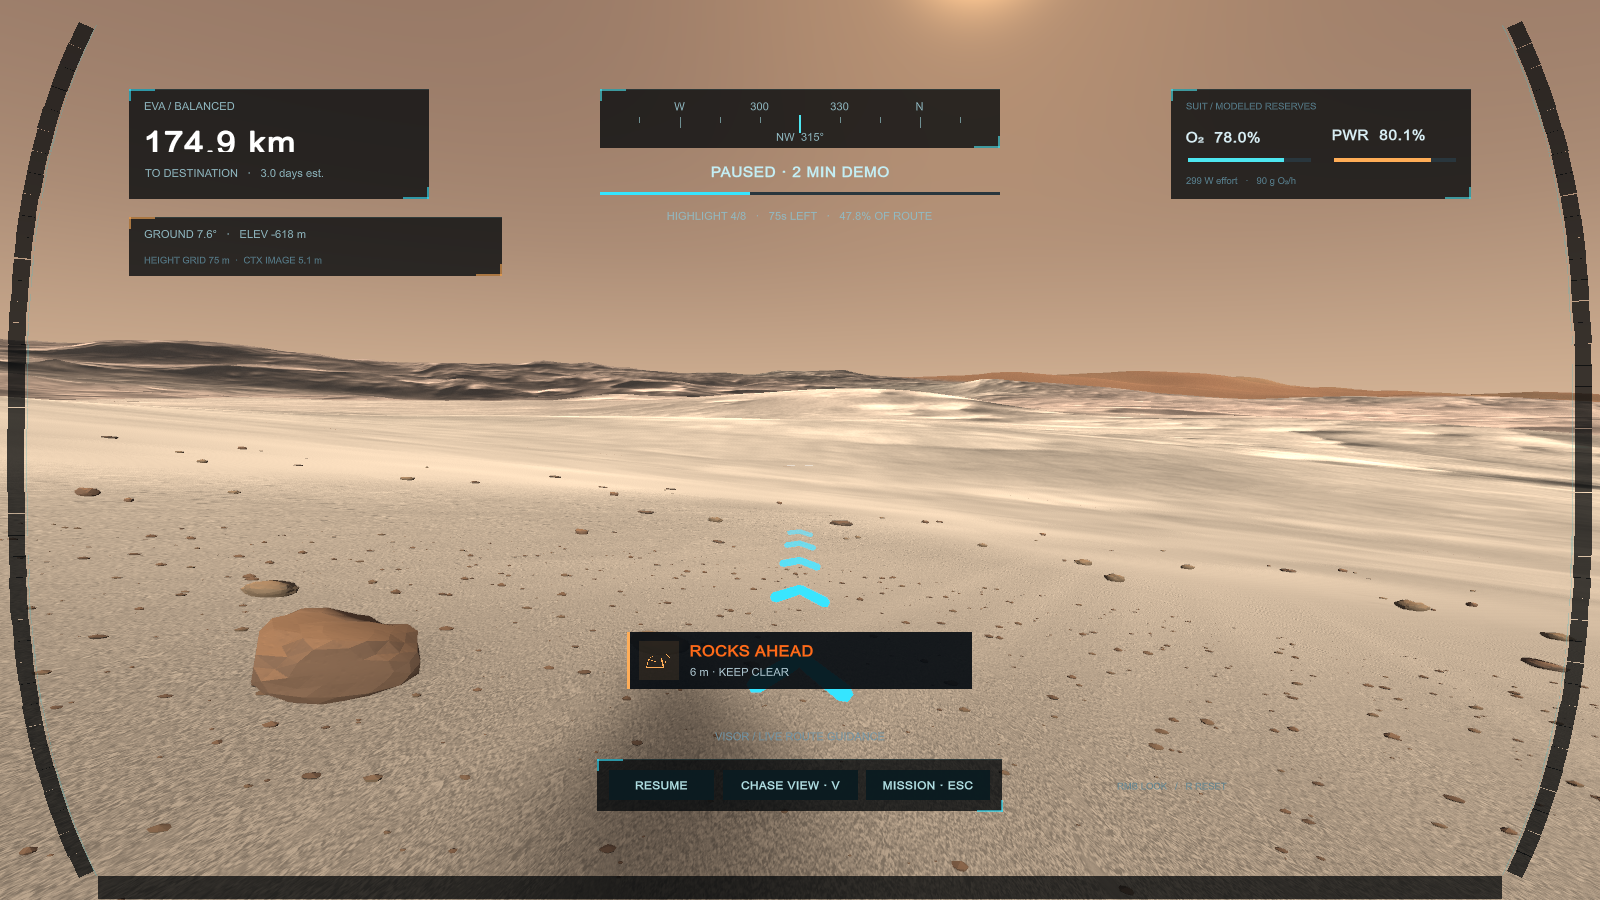 EVA / BALANCED
174.9 km
TO DESTINATION · 3.0 days est.
GROUND 7.6° · ELEV -618 m
HEIGHT GRID 75 m · CTX IMAGE 5.1 m
W 300 330 N
NW 315°
PAUSED · 2 MIN DEMO
HIGHLIGHT 4/8 · 75s LEFT · 47.8% OF ROUTE
SUIT / MODELED RESERVES
O₂ 78.0% PWR 80.1%
299 W effort · 90 g O₂/h
ROCKS AHEAD
6 m · KEEP CLEAR
VISOR
RESUME CHASE VIEW · V MISSION · ESC